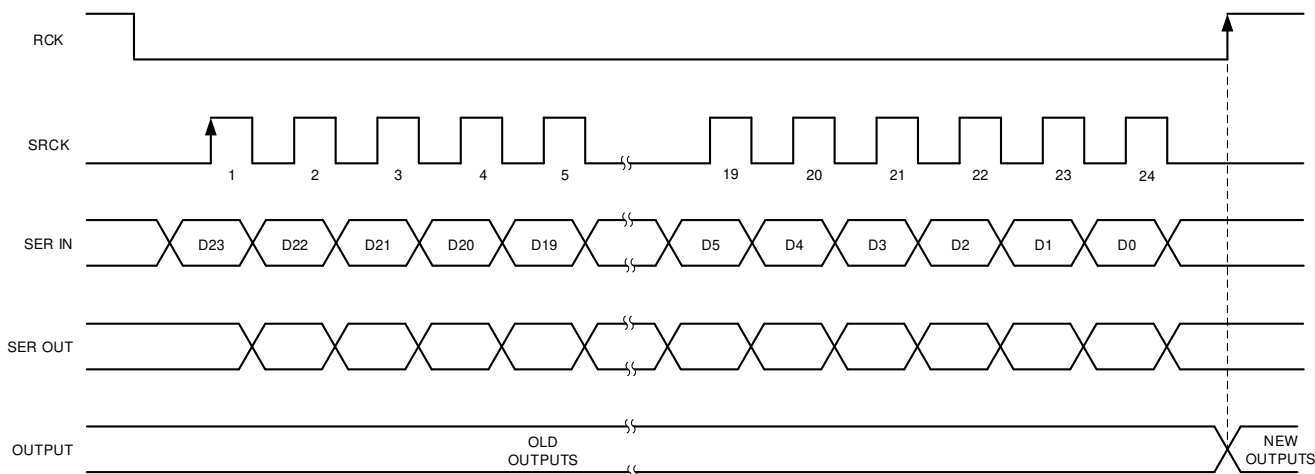 RCK
SRCK
1 2 3 4 5 19 20 21 22 23 24
SER IN
D23 D22 D21 D20 D19 D5 D4 D3 D2 D1 D0
SER OUT
OUTPUT
OLD
OUTPUTS
NEW
OUTPUTS